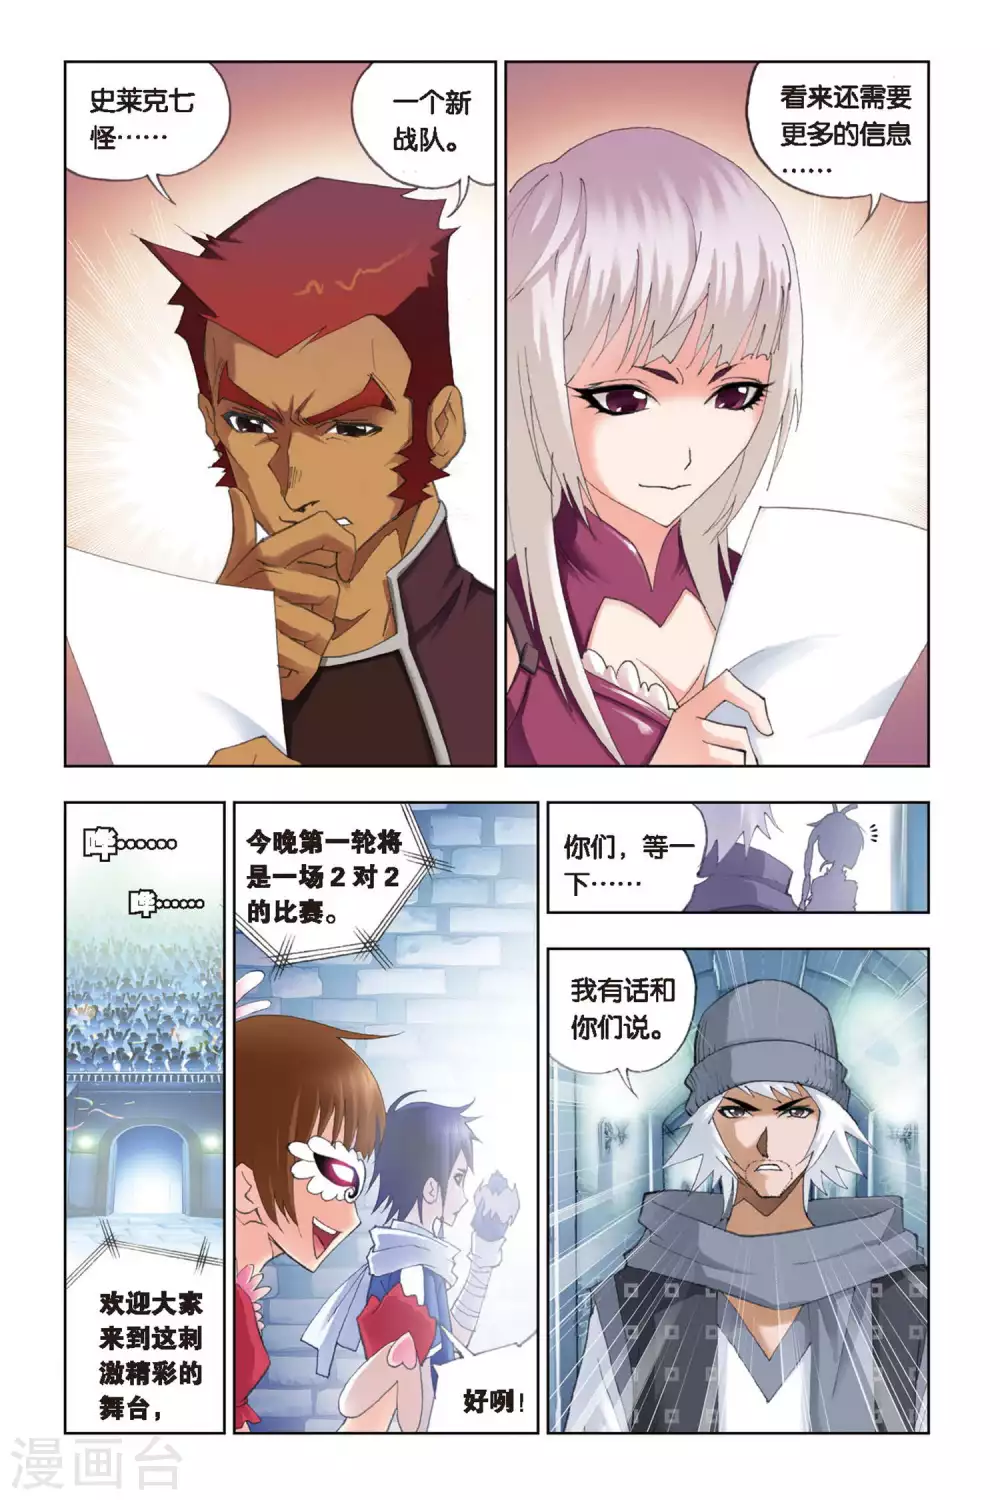 史莱克七
怪……
一个新
战队。
看来还需要
更多的信息
……
哗……
哗……
欢迎大家
来到这刺
激精彩的
舞台，
今晚第一轮将
是一场2对2
的比赛。
好咧！
你们，等一
下……
我有话和
你们说。
漫画台